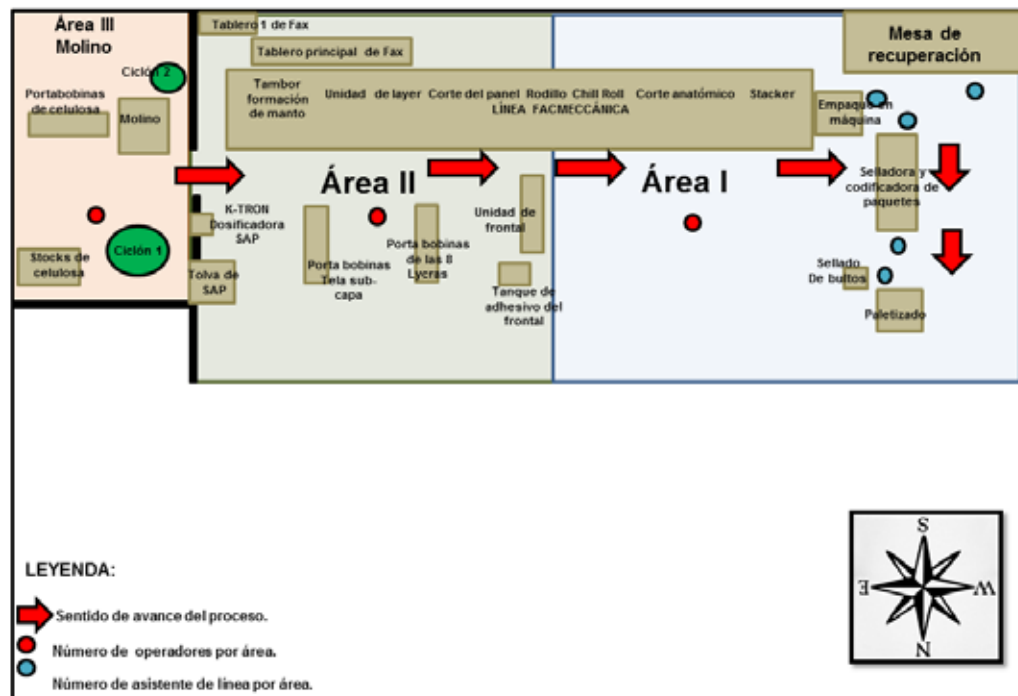 Área III
Molino
Ciclón 2
Portabobinas
de celulosa
Molino
Stocks de
celulosa
Ciclón 1
Tablero 1 de Fax
Tablero principal de Fax
Tambor
formación
de manto
Unidad de layer
Corte del panel
Rodillo Chill Roll
LÍNEA FACMECCÁNICA
Corte anatómico
Stacker
Mesa de
recuperación
Empaque en
máquina
Selladora y
codificadora de
paquetes
Sellado
De bultos
Paletizado
Área II
Área I
K-TRON
Dosificadora
SAP
Tolva de
SAP
Porta bobinas
Tela sub-
capa
Porta bobinas
de las 8
Lycras
Unidad de
frontal
Tanque de
adhesivo del
frontal
LEYENDA:
Sentido de avance del proceso.
Número de operadores por área.
Número de asistente de línea por área.
S
E
W
N